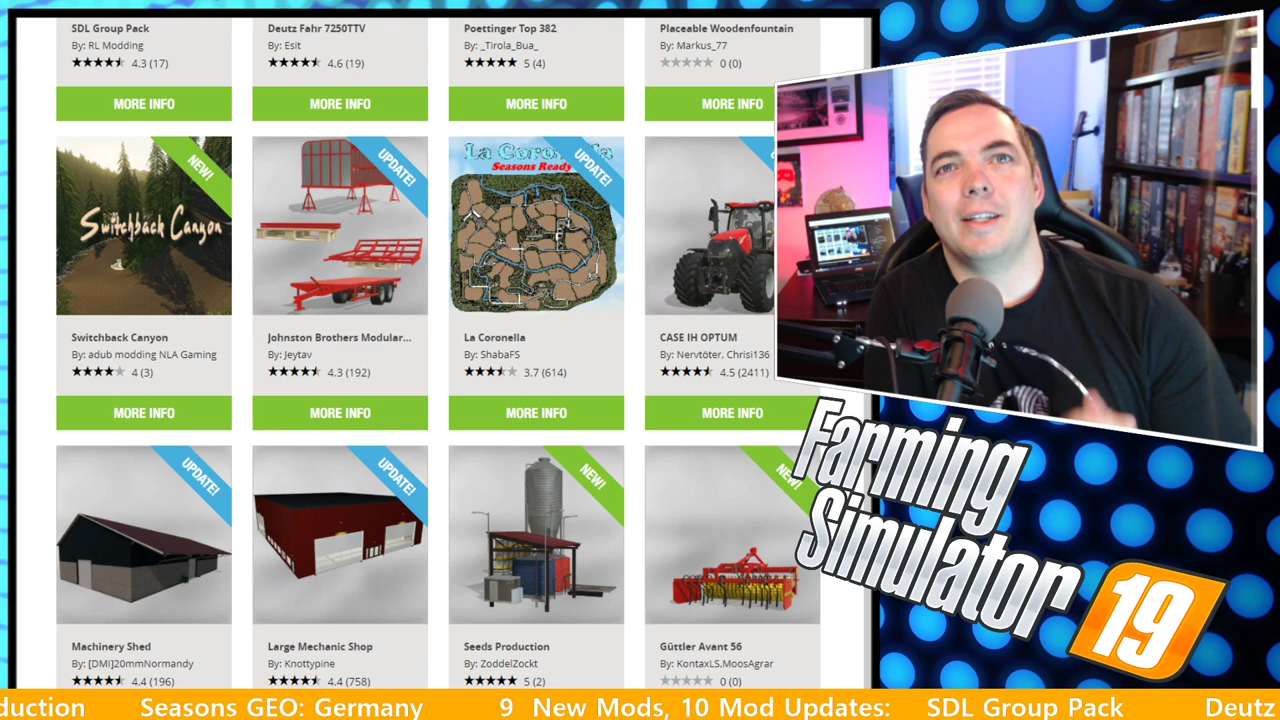 SDL Group Pack
By: RL Modding
4.3 (17)
MORE INFO
Deutz Fahr 7250TTV
By: Esit
4.6 (19)
MORE INFO
Poettinger Top 382
By: _Tirola_Bua_
5 (4)
MORE INFO
Placeable Woodenfountain
By: Markus_77
0 (0)
MORE INFO
NEW!
Switchback Canyon
Switchback Canyon
By: adub modding NLA Gaming
4 (3)
MORE INFO
UPDATE!
Johnston Brothers Modular...
By: Jeytav
4.3 (192)
MORE INFO
La Coronella
Seasons Ready
UPDATE!
La Coronella
By: ShabaFS
3.7 (614)
MORE INFO
CASE IH OPTUM
By: Nervtöter, Chrisi136
4.5 (2411)
MORE INFO
UPDATE!
Machinery Shed
By: [DMI]20mmNormandy
4.4 (196)
UPDATE!
Large Mechanic Shop
By: Knottypine
4.4 (758)
NEW!
Seeds Production
By: ZoddelZockt
5 (2)
NEW!
Güttler Avant 56
By: KontaxLS,MoosAgrar
0 (0)
Farming
Simulator
19
duction Seasons GEO: Germany 9 New Mods, 10 Mod Updates: SDL Group Pack Deutz